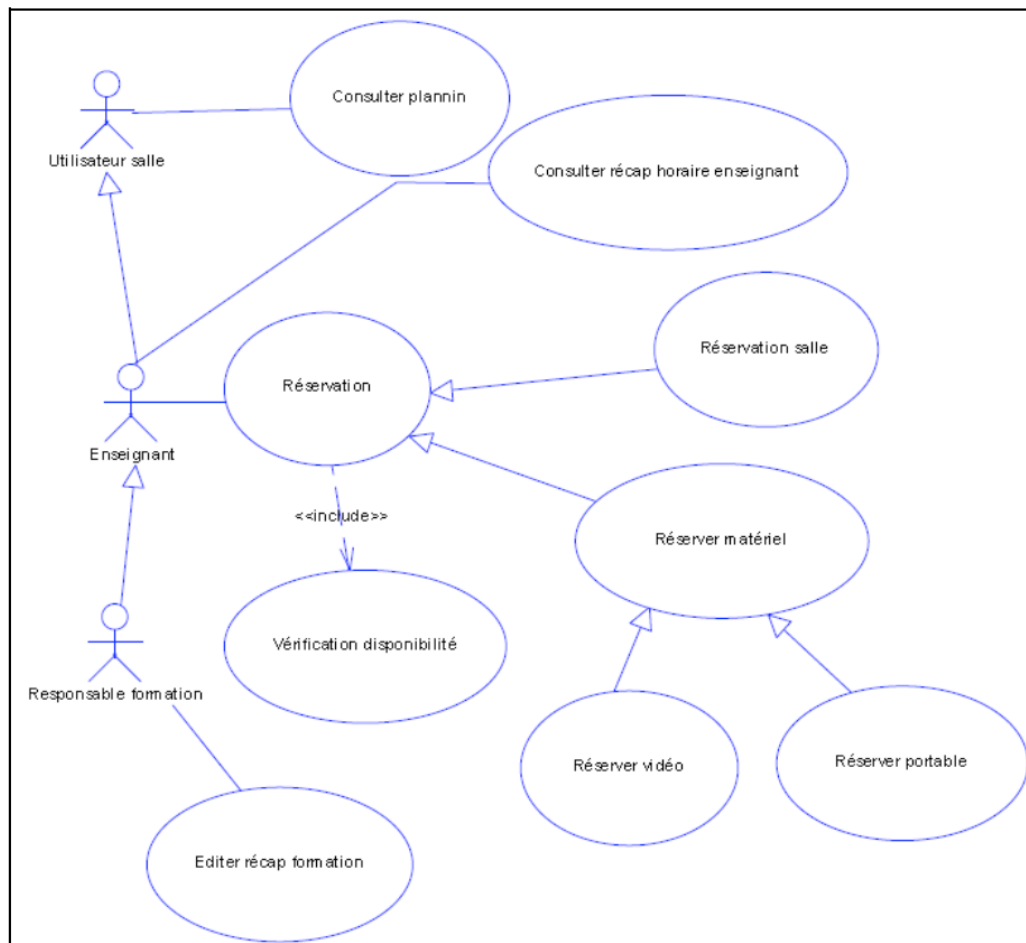 Consulter plannin
Utilisateur salle
Consulter récap horaire enseignant
Réservation salle
Réservation
Enseignant
<<include>>
Réserver matériel
Vérification disponibilité
Responsable formation
Réserver vidéo
Réserver portable
Editer récap formation